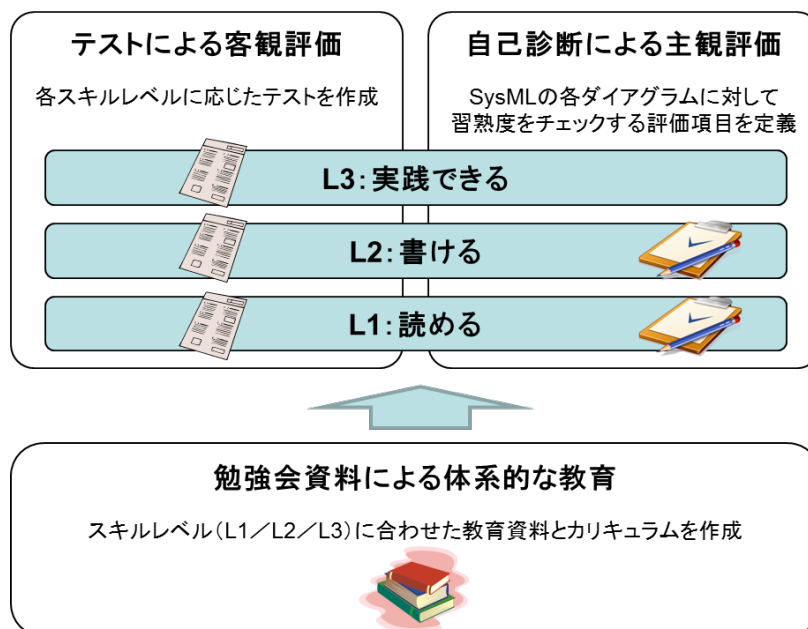 テストによる客観評価
各スキルレベルに応じたテストを作成
自己診断による主観評価
SysMLの各ダイアグラムに対して
習熟度をチェックする評価項目を定義
L3：実践できる
L2：書ける
L1：読める
勉強会資料による体系的な教育
スキルレベル（L1／L2／L3）に合わせた教育資料とカリキュラムを作成